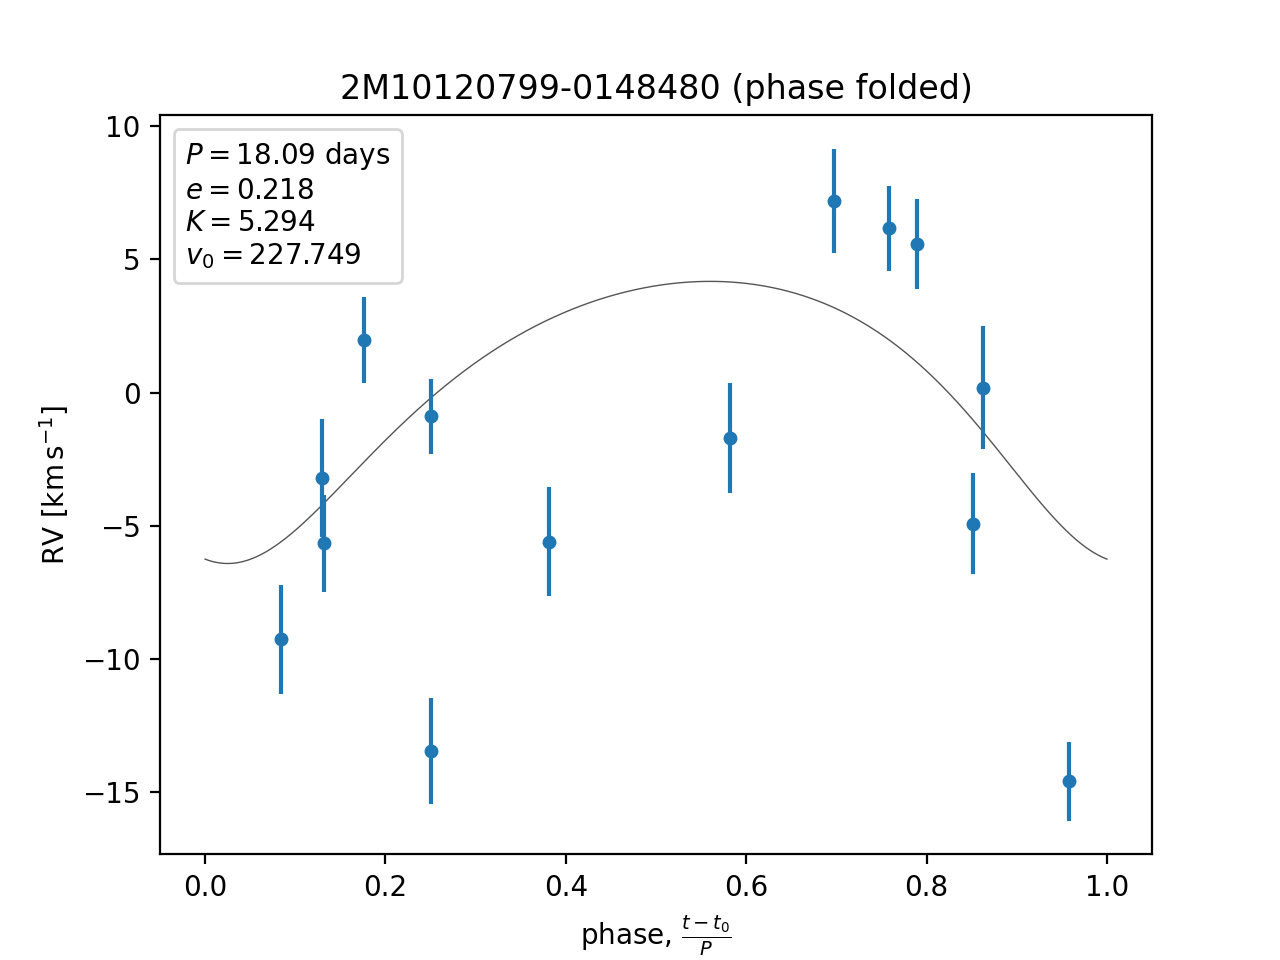 2M10120799-0148480 (phase folded)
P = 18.09 days
e = 0.218
K = 5.294
v₀ = 227.749
10
5
0
−5
−10
−15
RV [km s⁻¹]
0.0 0.2 0.4 0.6 0.8 1.0
phase, (t − t₀)/P